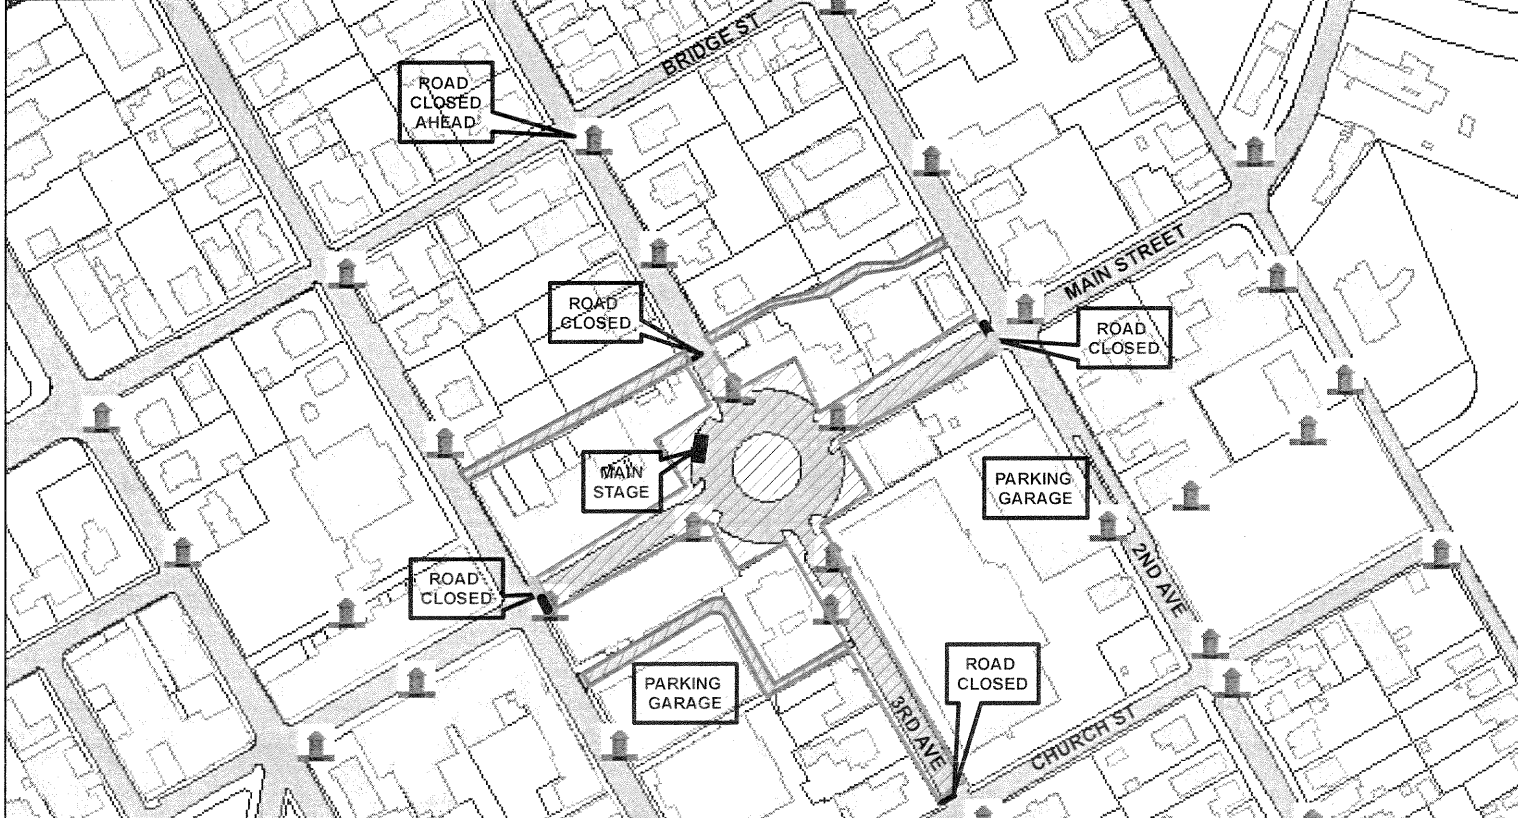 BRIDGE ST
ROAD
CLOSED
AHEAD
MAIN STREET
ROAD
CLOSED
ROAD
CLOSED
MAIN
STAGE
PARKING
GARAGE
2ND AVE
ROAD
CLOSED
ROAD
CLOSED
PARKING
GARAGE
3RD AVE
CHURCH ST